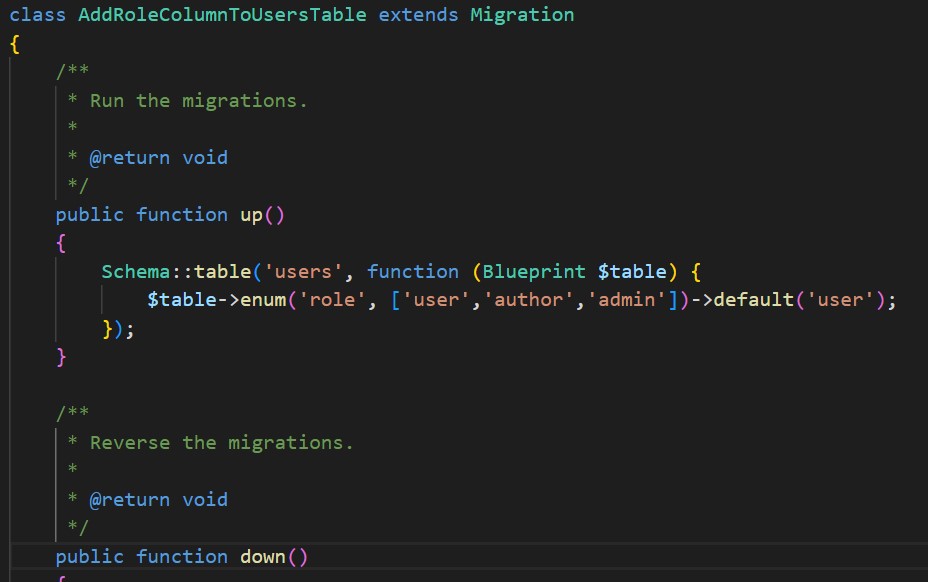 class AddRoleColumnToUsersTable extends Migration
{
    /**
     * Run the migrations.
     *
     * @return void
     */
    public function up()
    {
        Schema::table('users', function (Blueprint $table) {
            $table->enum('role', ['user','author','admin'])->default('user');
        });
    }

    /**
     * Reverse the migrations.
     *
     * @return void
     */
    public function down()
    {